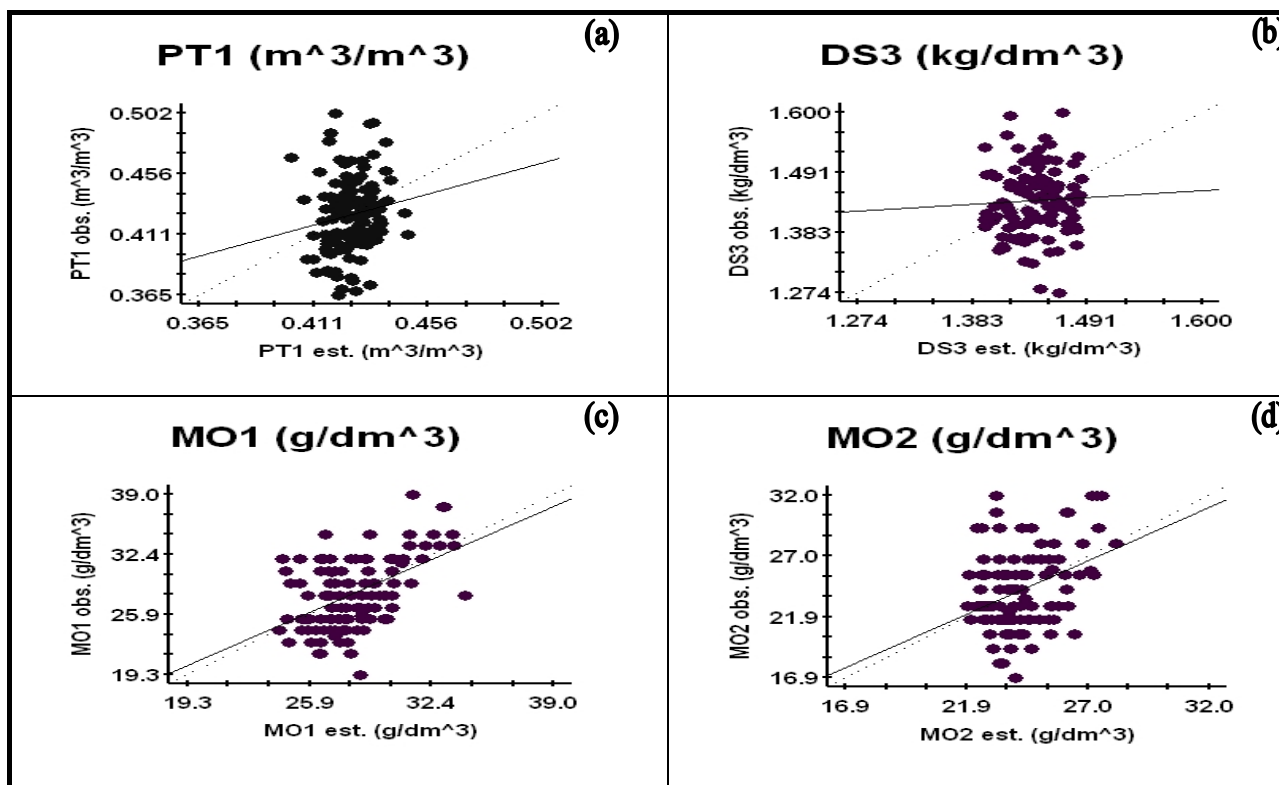 (a)
PT1 (m^3/m^3)
PT1 obs. (m^3/m^3)
0.502
0.456
0.411
0.365
0.365 0.411 0.456 0.502
PT1 est. (m^3/m^3)
(b)
DS3 (kg/dm^3)
DS3 obs. (kg/dm^3)
1.600
1.491
1.383
1.274
1.274 1.383 1.491 1.600
DS3 est. (kg/dm^3)
(c)
MO1 (g/dm^3)
MO1 obs. (g/dm^3)
39.0
32.4
25.9
19.3
19.3 25.9 32.4 39.0
MO1 est. (g/dm^3)
(d)
MO2 (g/dm^3)
MO2 obs. (g/dm^3)
32.0
27.0
21.9
16.9
16.9 21.9 27.0 32.0
MO2 est. (g/dm^3)